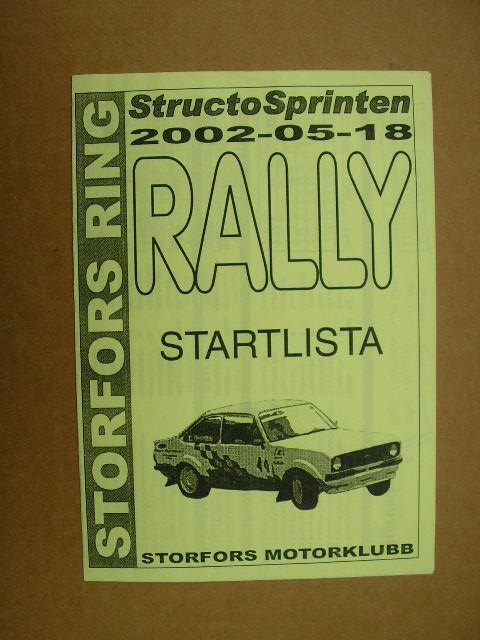 STORFORS RING
StructoSprinten
2002-05-18
RALLY
STARTLISTA
STORFORS MOTORKLUBB